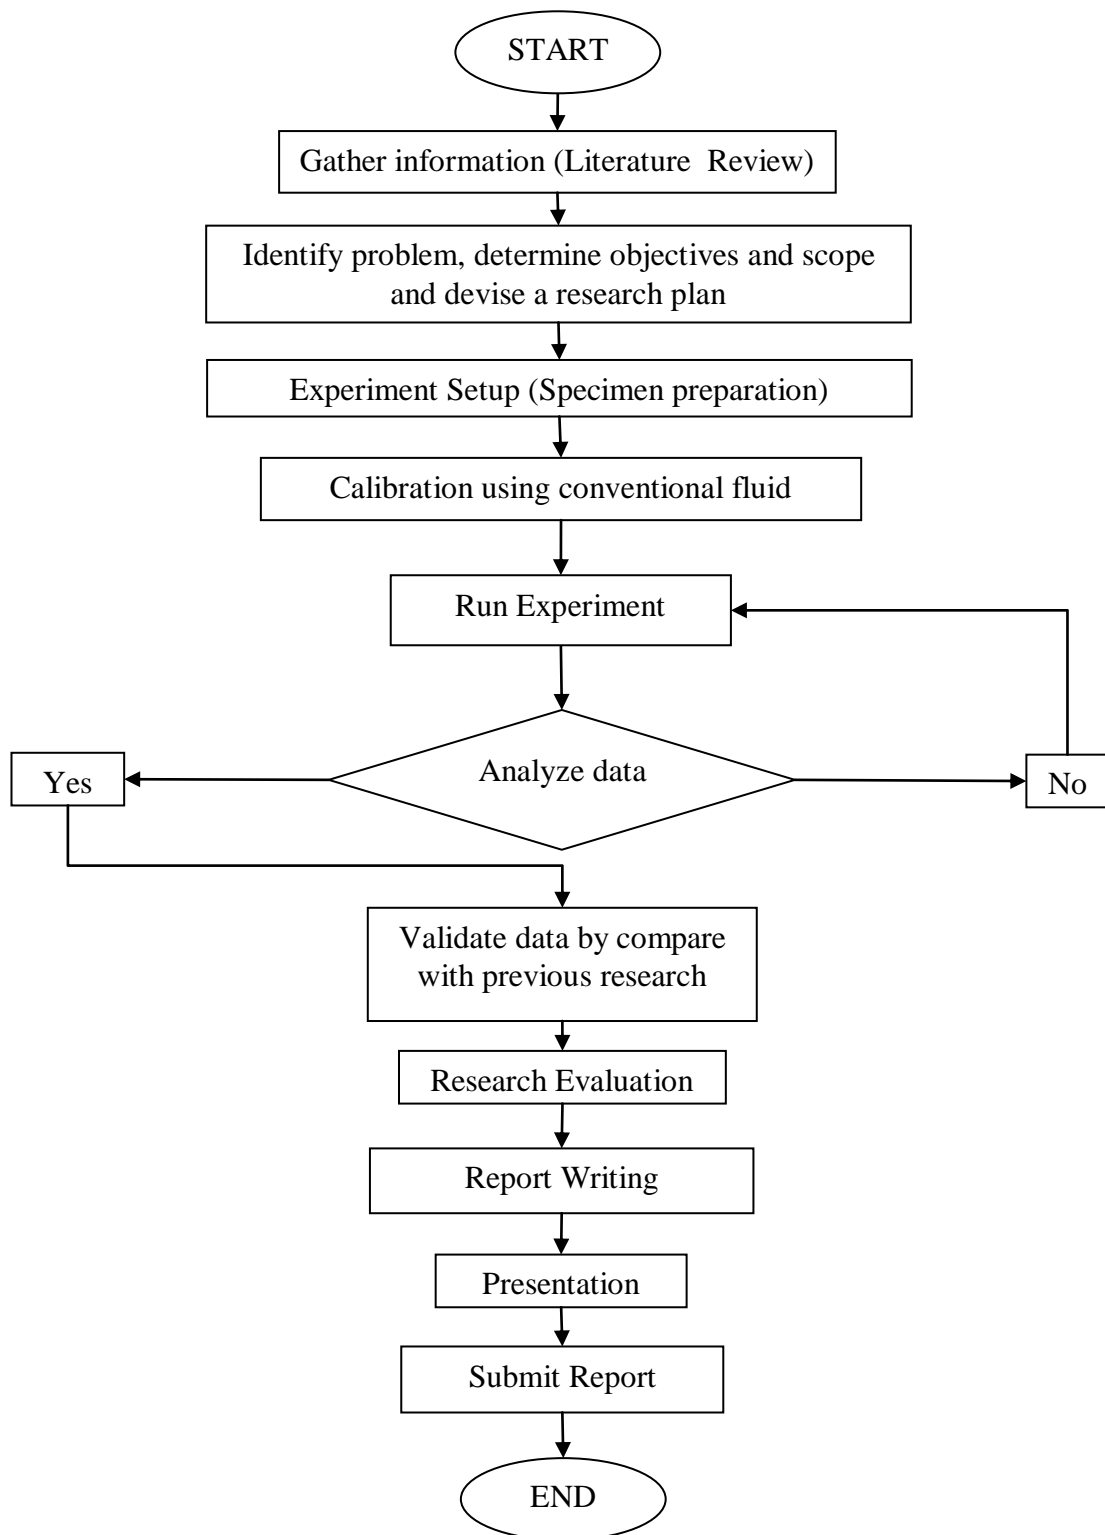 START
Gather information (Literature  Review)
Identify problem, determine objectives and scope
and devise a research plan
Experiment Setup (Specimen preparation)
Calibration using conventional fluid
Run Experiment
Analyze data
Yes
No
Validate data by compare
with previous research
Research Evaluation
Report Writing
Presentation
Submit Report
END